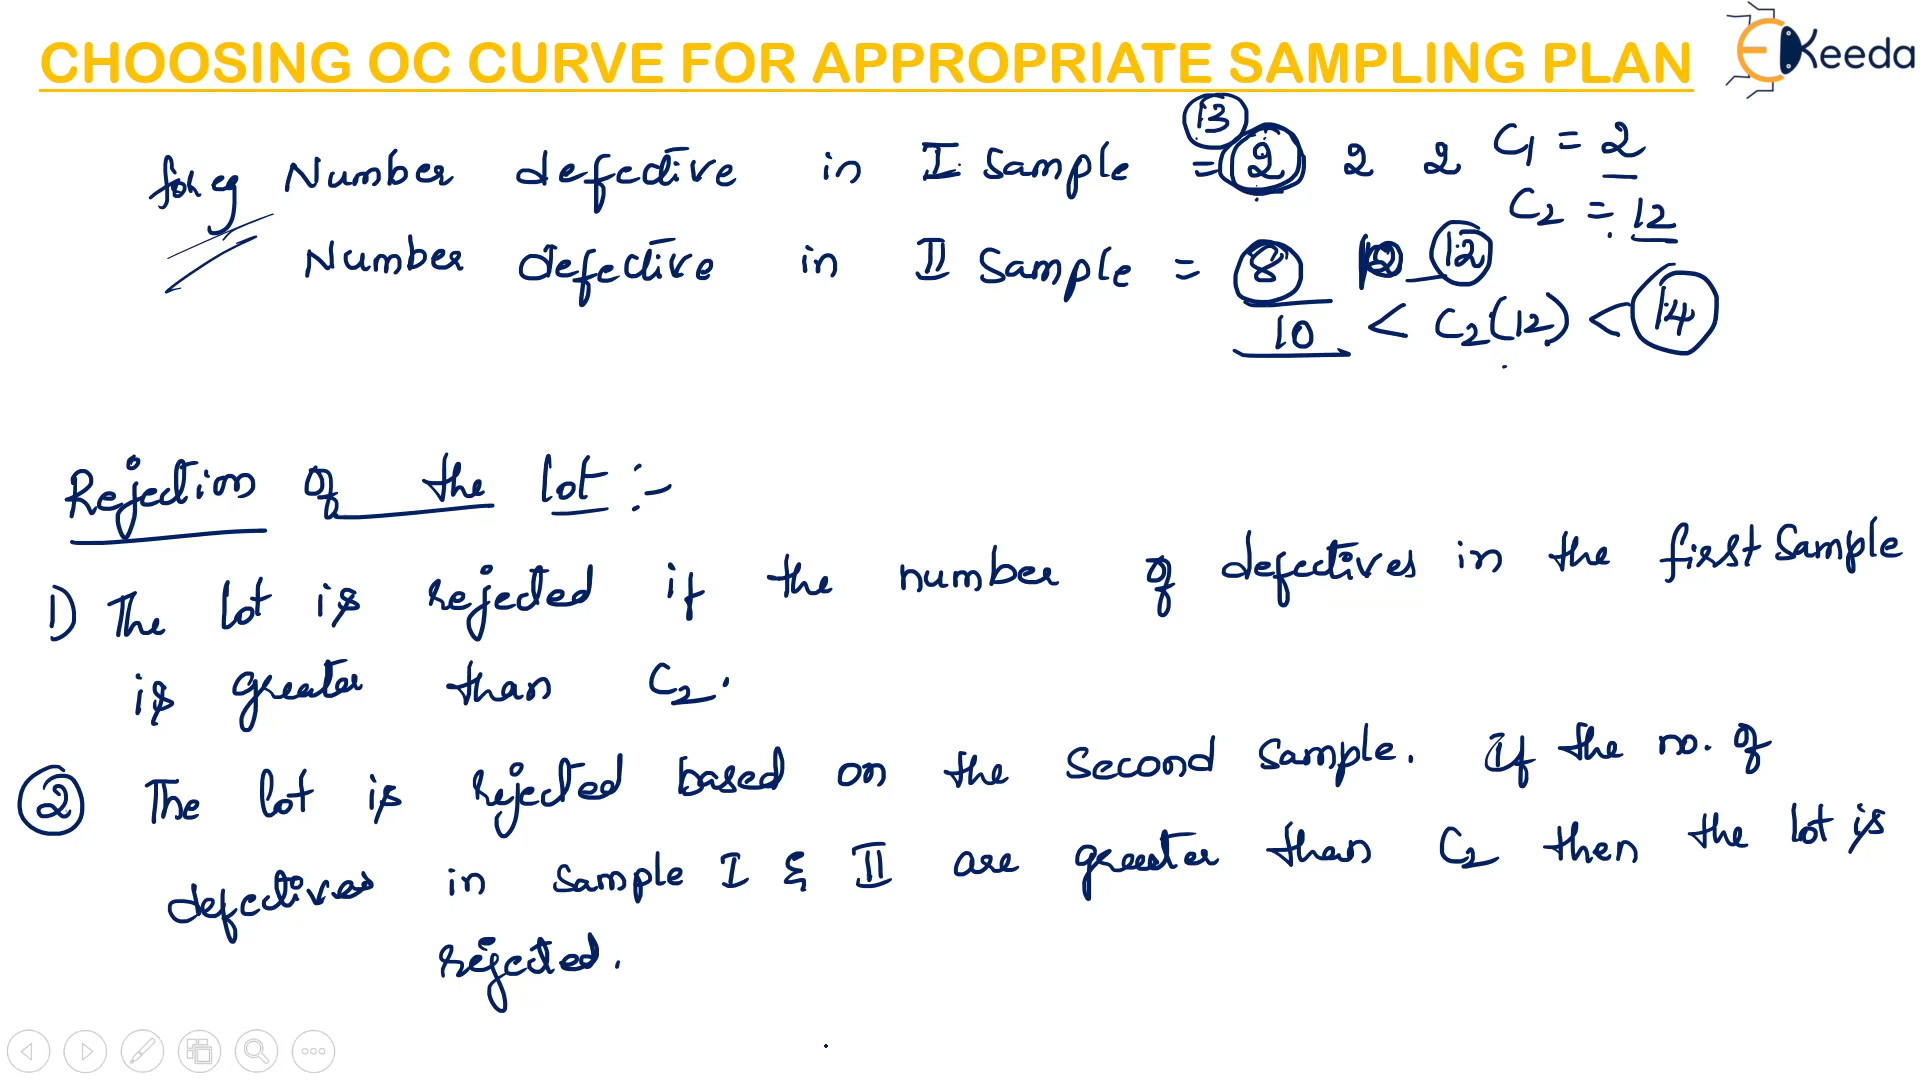 CHOOSING OC CURVE FOR APPROPRIATE SAMPLING PLAN
EKeeda
13
for eg Number defective in I Sample = 2 2 2 C1 = 2
C2 = 12
Number defective in II Sample = 8 12
10 < C2(12) < 14
Rejection of the lot :-
1) The lot is rejected if the number of defectives in the first Sample
is greater than C2.
2 The lot is rejected based on the second sample. If the no. of
defectives in sample I & II are greater than C2 then the lot is
rejected.